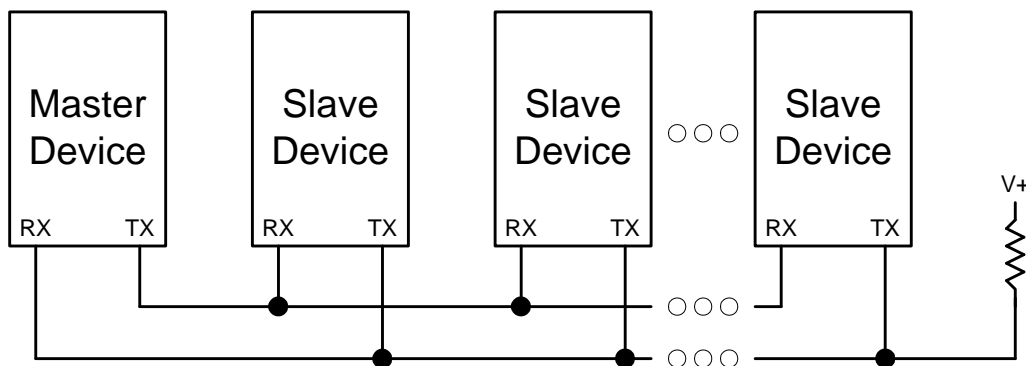 Master
Device
Slave
Device
Slave
Device
Slave
Device
V+
RX TX
RX TX
RX TX
RX TX